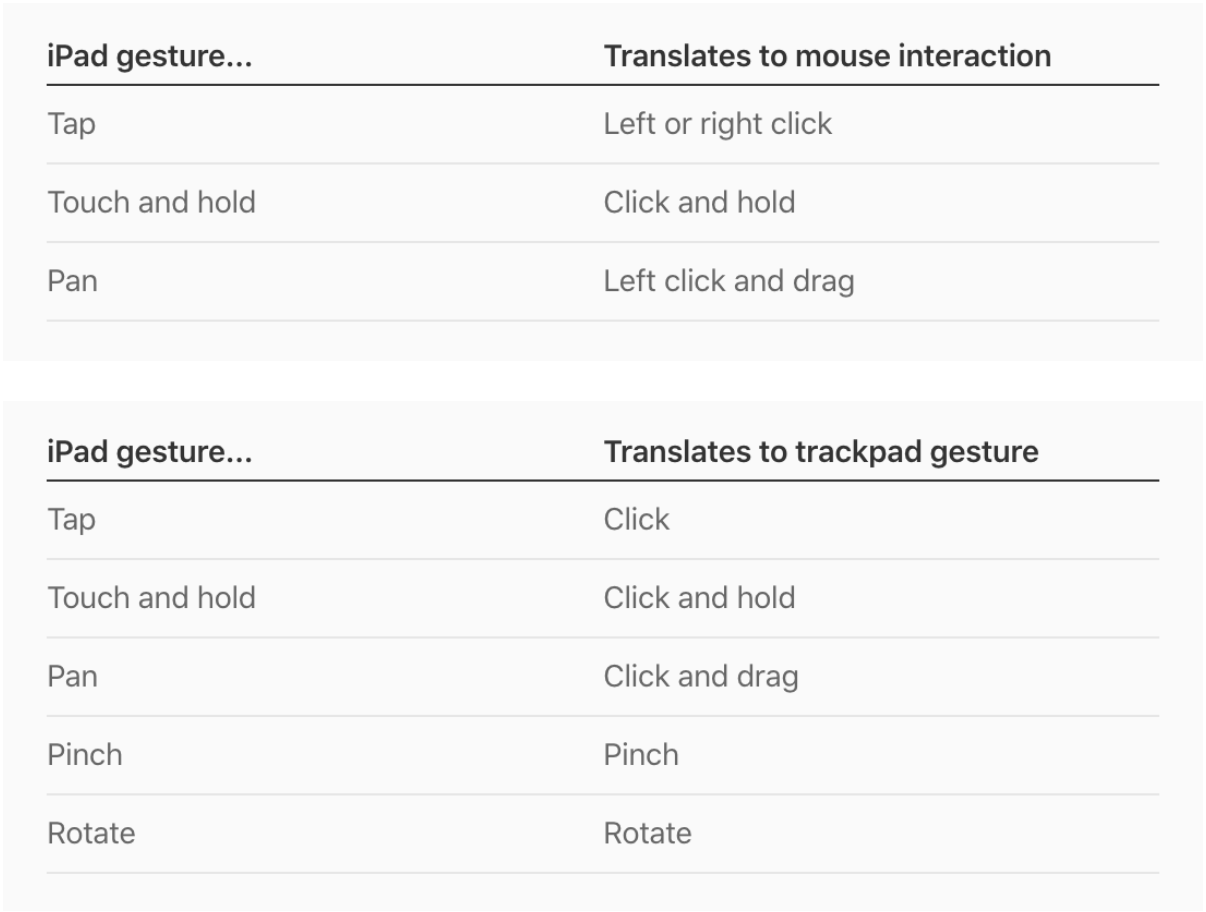 iPad gesture... Translates to mouse interaction
Tap Left or right click
Touch and hold Click and hold
Pan Left click and drag
iPad gesture... Translates to trackpad gesture
Tap Click
Touch and hold Click and hold
Pan Click and drag
Pinch Pinch
Rotate Rotate